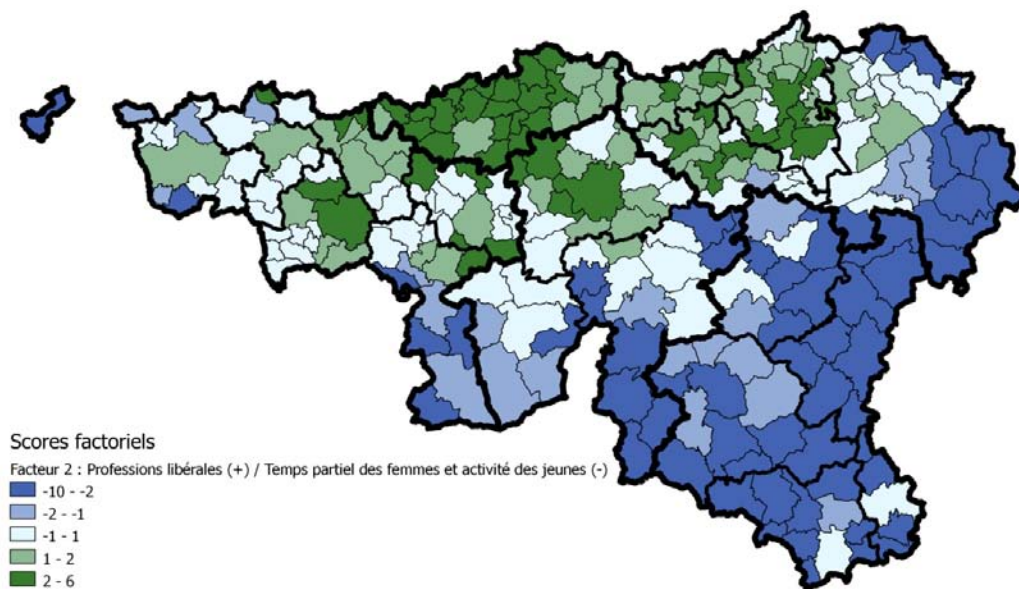 Scores factoriels
Facteur 2 : Professions libérales (+) / Temps partiel des femmes et activité des jeunes (-)
-10 - -2
-2 - -1
-1 - 1
1 - 2
2 - 6